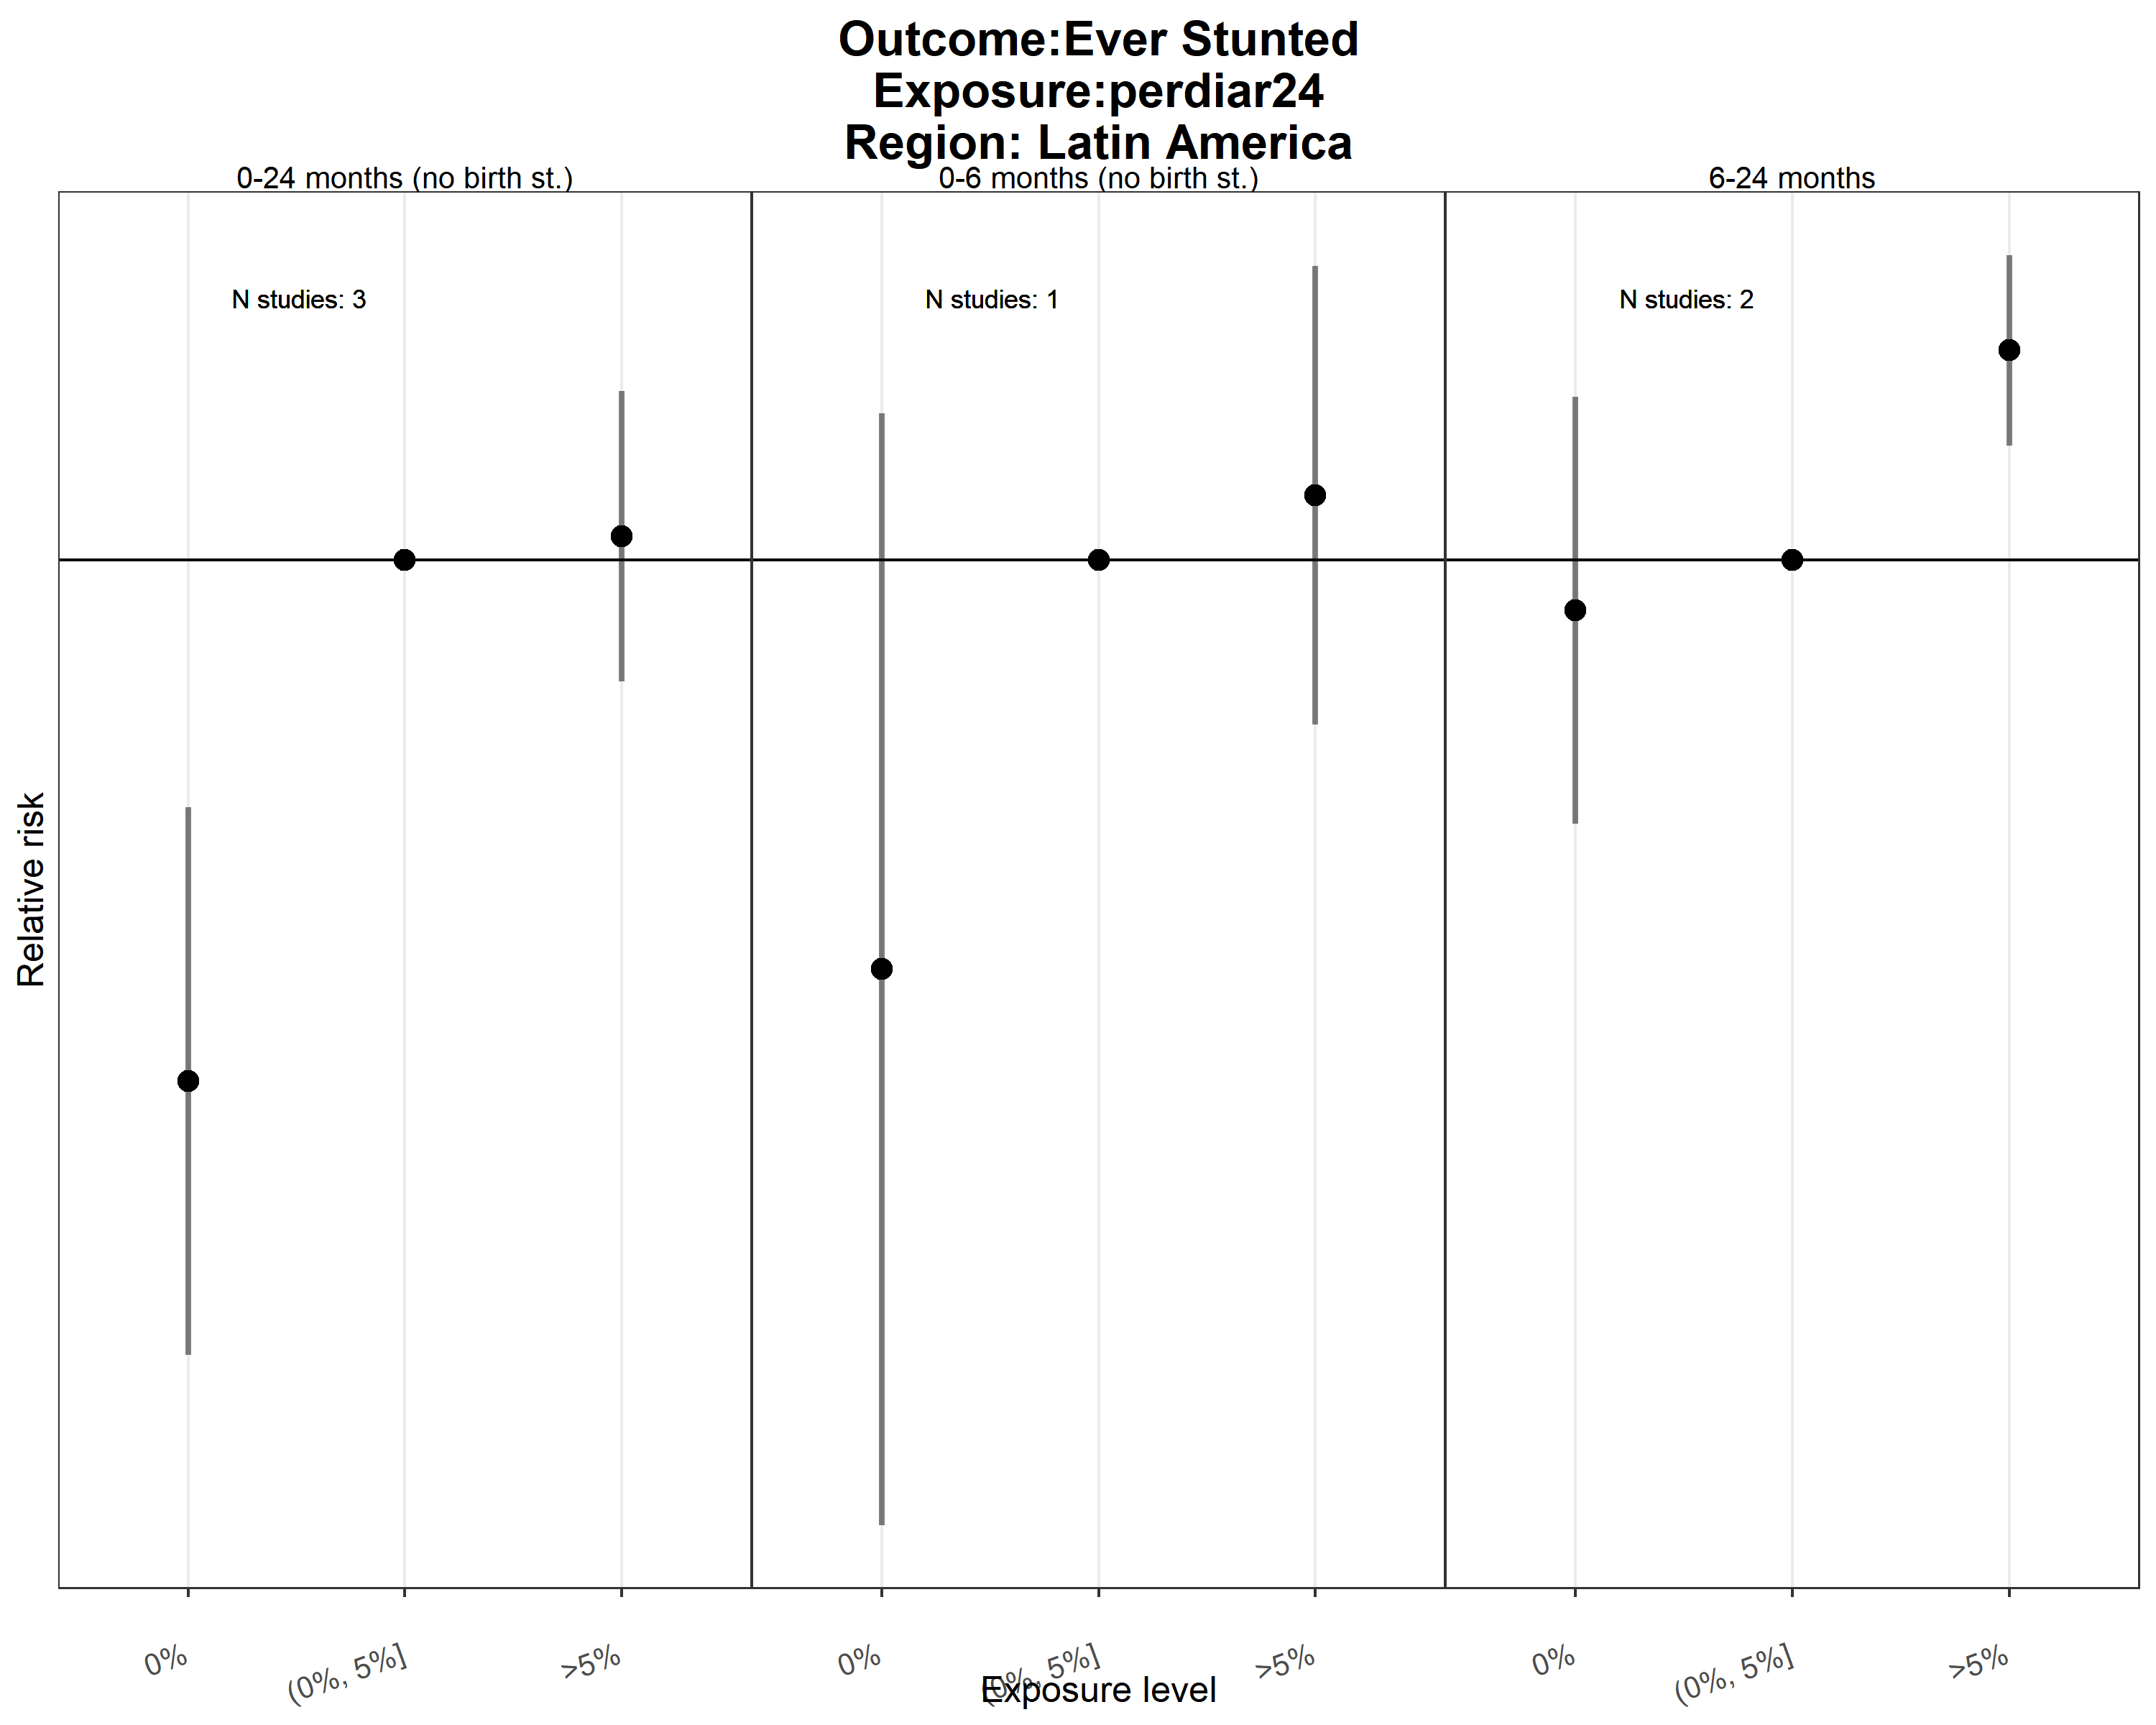 Outcome:Ever Stunted
Exposure:perdiar24
Region: Latin America
0-24 months (no birth st.)
0-6 months (no birth st.)
6-24 months
N studies: 3
N studies: 1
N studies: 2
Relative risk
0%
(0%, 5%]
>5%
0%
(0%, 5%]
>5%
0%
(0%, 5%]
>5%
Exposure level